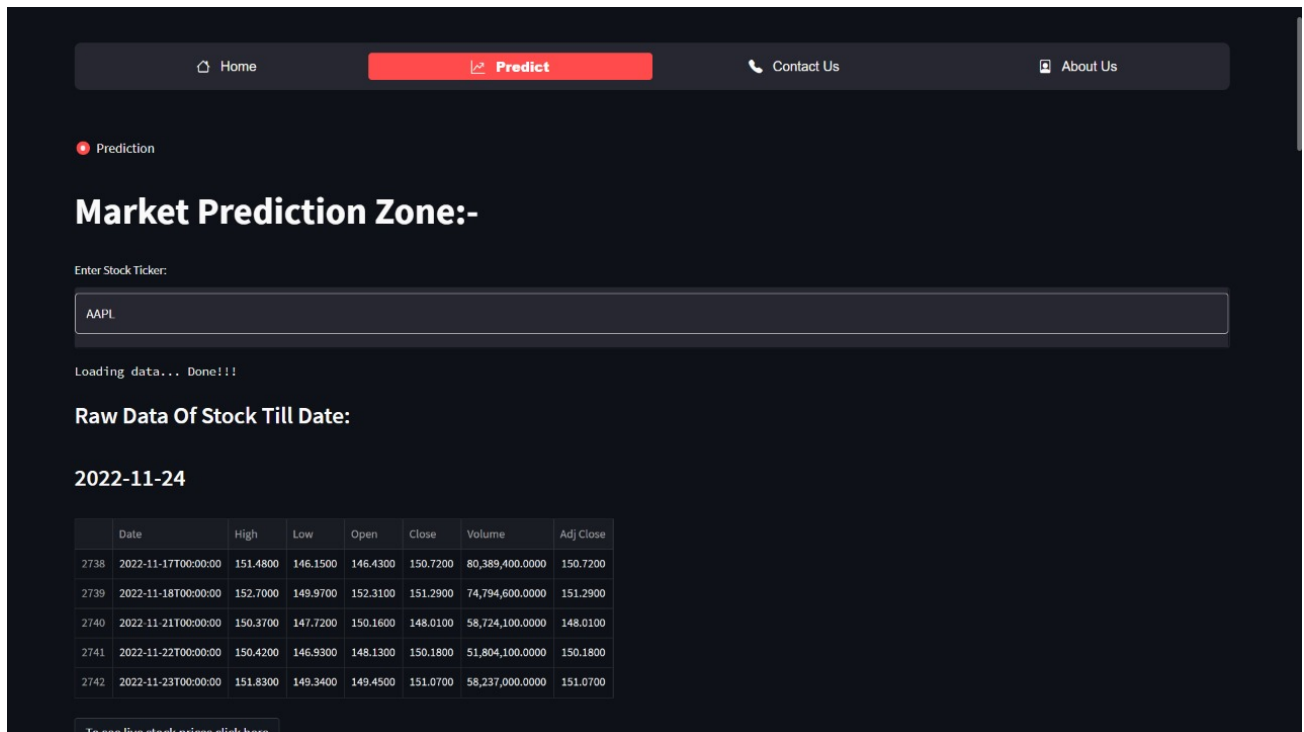 Home Predict Contact Us About Us
Prediction
Market Prediction Zone:-
Enter Stock Ticker:
AAPL
Loading data... Done!!!
Raw Data Of Stock Till Date:
2022-11-24
Date High Low Open Close Volume Adj Close
2738 2022-11-17T00:00:00 151.4800 146.1500 146.4300 150.7200 80,389,400.0000 150.7200
2739 2022-11-18T00:00:00 152.7000 149.9700 152.3100 151.2900 74,794,600.0000 151.2900
2740 2022-11-21T00:00:00 150.3700 147.7200 150.1600 148.0100 58,724,100.0000 148.0100
2741 2022-11-22T00:00:00 150.4200 146.9300 148.1300 150.1800 51,804,100.0000 150.1800
2742 2022-11-23T00:00:00 151.8300 149.3400 149.4500 151.0700 58,237,000.0000 151.0700
To see live stock prices click here